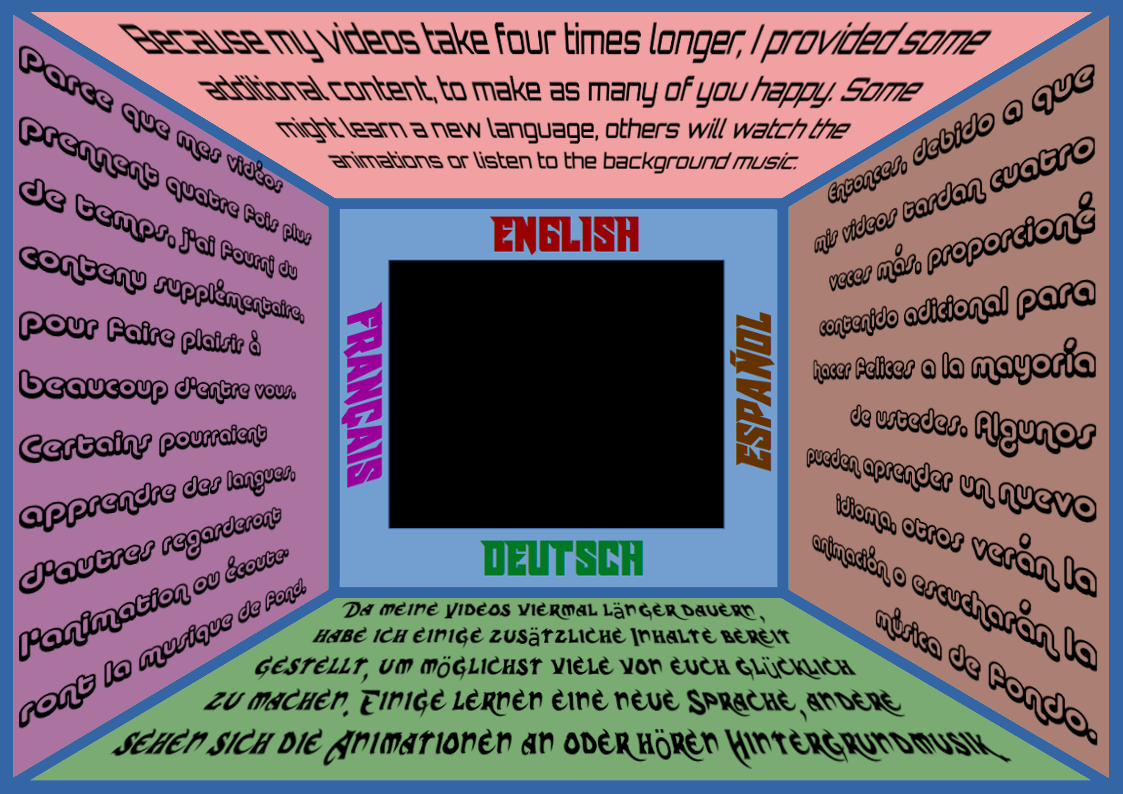 Because my videos take four times longer, I provided some
additional content, to make as many of you happy. Some
might learn a new language, others will watch the
animations or listen to the background music.
Parce que mes vidéos
prennent quatre fois plus
de temps, j'ai fourni du
contenu supplémentaire,
pour faire plaisir à
beaucoup d'entre vous.
Certains pourraient
apprendre des langues,
d'autres regarderont
l'animation ou écoute-
ront la musique de fond.
ENGLISH
FRANÇAIS
ESPAÑOL
DEUTSCH
Entonces, debido a que
mis videos tardan cuatro
veces más, proporcioné
contenido adicional para
hacer felices a la mayoría
de ustedes. Algunos
pueden aprender un nuevo
idioma, otros verán la
animación o escucharán la
música de fondo.
Da meine Videos viermal länger dauern,
habe ich einige zusätzliche Inhalte bereit
gestellt, um möglichst viele von euch glücklich
zu machen. Einige lernen eine neue Sprache, andere
sehen sich die Animationen an oder hören Hintergrundmusik